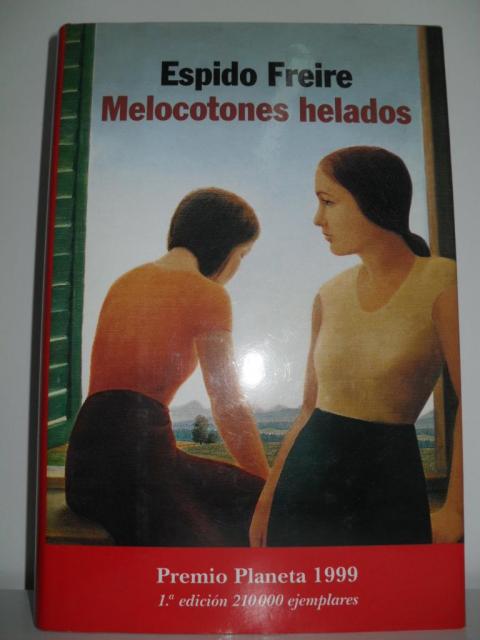 Espido Freire
Melocotones helados
Premio Planeta 1999
1.ª edición 210 000 ejemplares